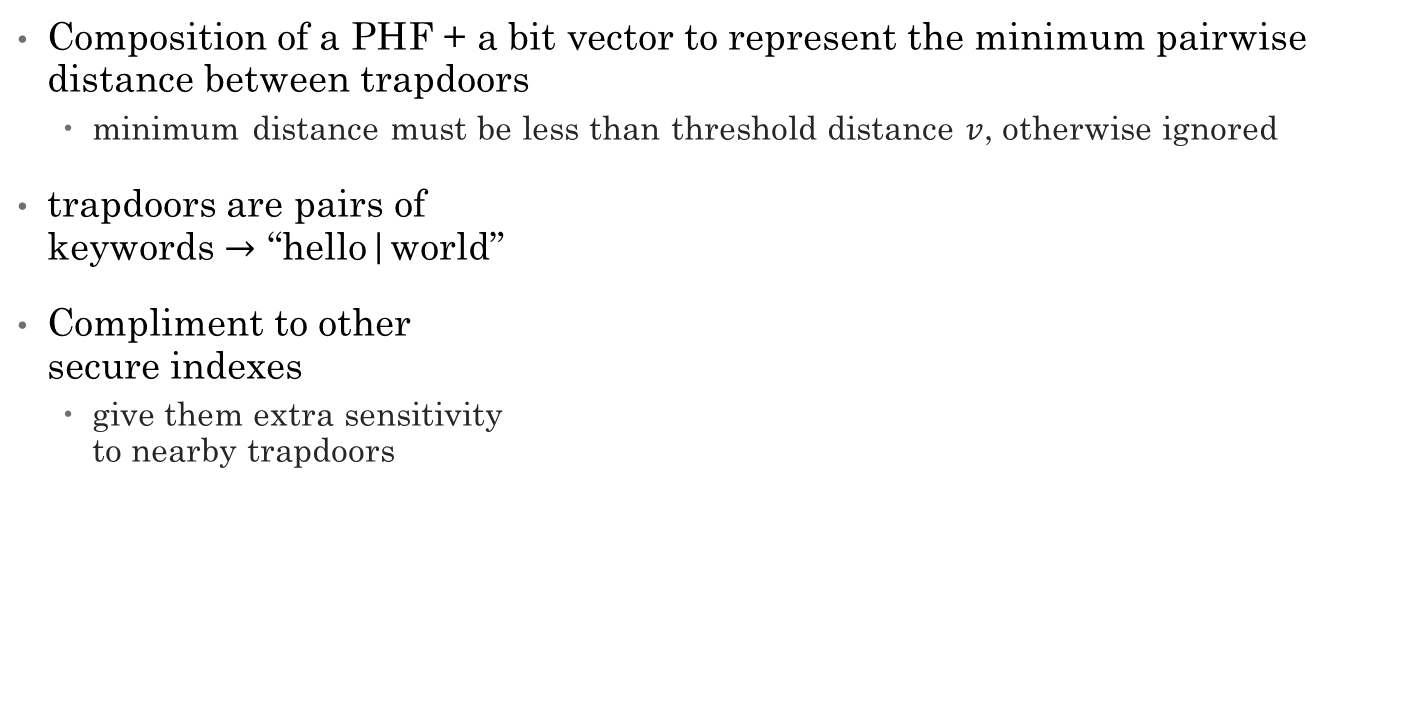 • Composition of a PHF + a bit vector to represent the minimum pairwise
distance between trapdoors
• minimum distance must be less than threshold distance v, otherwise ignored
• trapdoors are pairs of
keywords → “hello|world”
• Compliment to other
secure indexes
• give them extra sensitivity
to nearby trapdoors